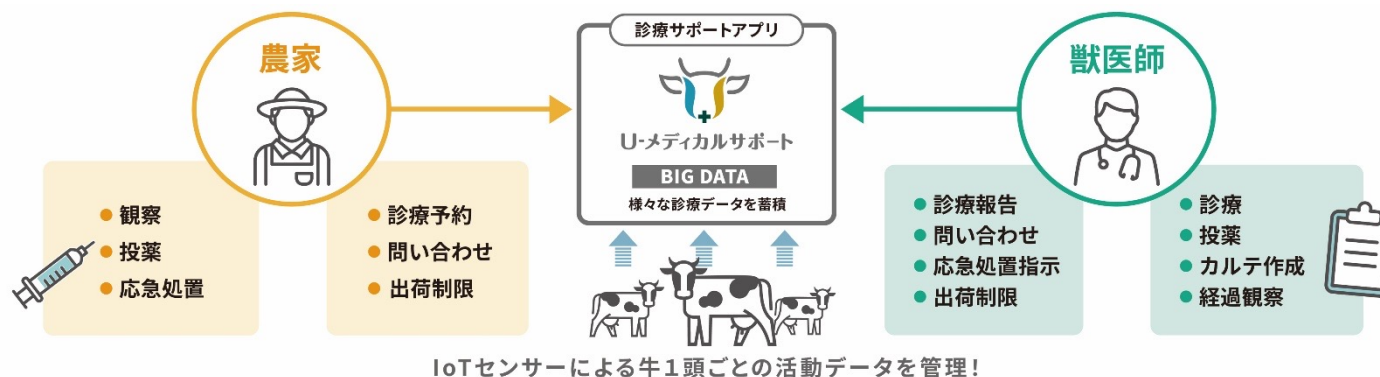 農家
観察
投薬
応急処置
診療予約
問い合わせ
出荷制限
診療サポートアプリ
U-メディカルサポート
BIG DATA
様々な診療データを蓄積
獣医師
診療報告
問い合わせ
応急処置指示
出荷制限
診療
投薬
カルテ作成
経過観察
IoTセンサーによる牛1頭ごとの活動データを管理!